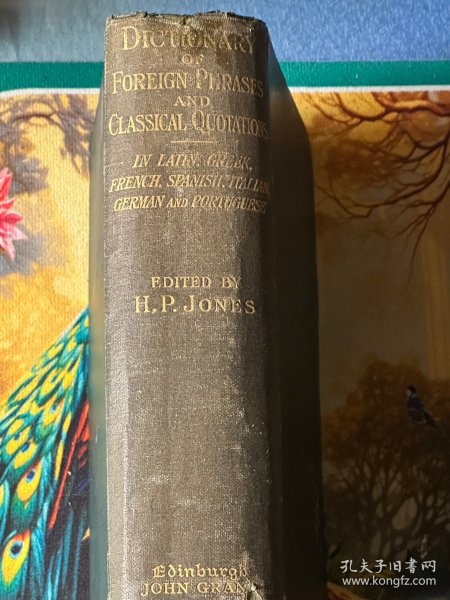 DICTIONARY
OF
FOREIGN PHRASES
AND
CLASSICAL QUOTATIONS
IN LATIN, GREEK,
FRENCH, SPANISH, ITALIAN,
GERMAN AND PORTUGUESE
EDITED BY
H.P. JONES
Edinburgh
JOHN GRANT
孔夫子旧书网
www.kongfz.com